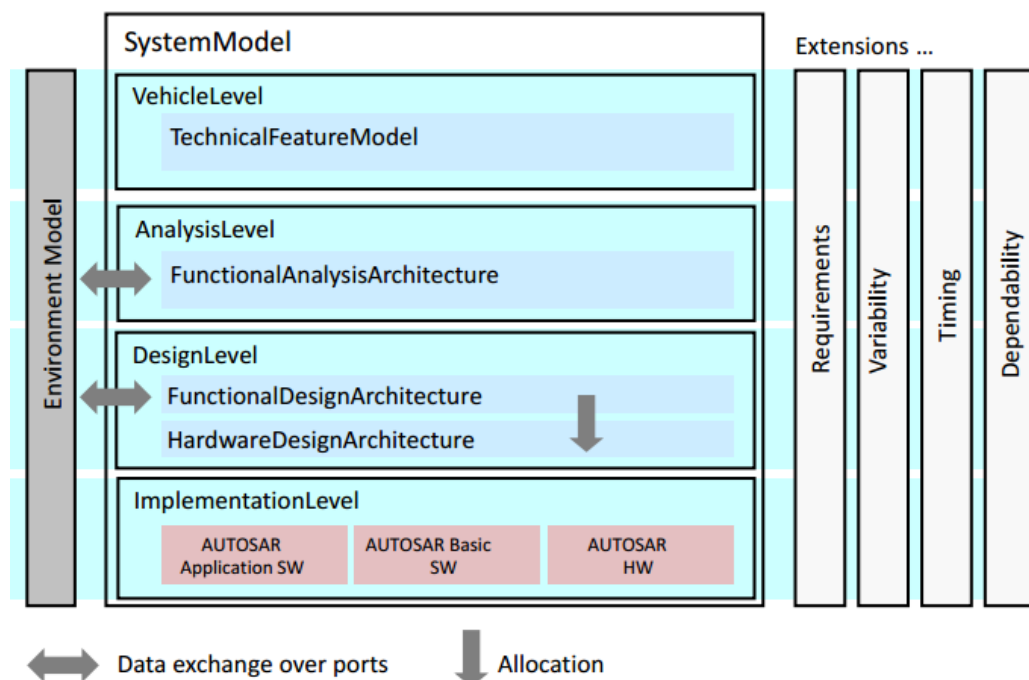 SystemModel
Extensions ...
VehicleLevel
TechnicalFeatureModel
AnalysisLevel
FunctionalAnalysisArchitecture
DesignLevel
FunctionalDesignArchitecture
HardwareDesignArchitecture
ImplementationLevel
AUTOSAR
Application SW
AUTOSAR Basic
SW
AUTOSAR
HW
Environment Model
Requirements
Variability
Timing
Dependability
Data exchange over ports
Allocation